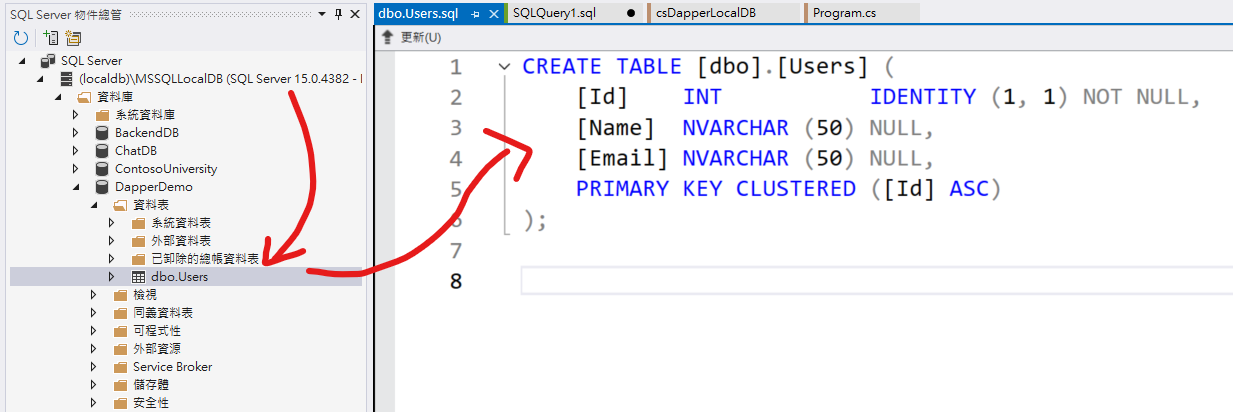 SQL Server 物件總管
SQL Server
(localdb)\MSSQLLocalDB (SQL Server 15.0.4382 -
資料庫
系統資料庫
BackendDB
ChatDB
ContosoUniversity
DapperDemo
資料表
系統資料表
外部資料表
已卸除的總帳資料表
dbo.Users
檢視
同義資料表
可程式性
外部資源
Service Broker
儲存體
安全性
dbo.Users.sql SQLQuery1.sql csDapperLocalDB Program.cs
更新(U)
1 CREATE TABLE [dbo].[Users] (
2 [Id] INT IDENTITY (1, 1) NOT NULL,
3 [Name] NVARCHAR (50) NULL,
4 [Email] NVARCHAR (50) NULL,
5 PRIMARY KEY CLUSTERED ([Id] ASC)
6 );
7
8